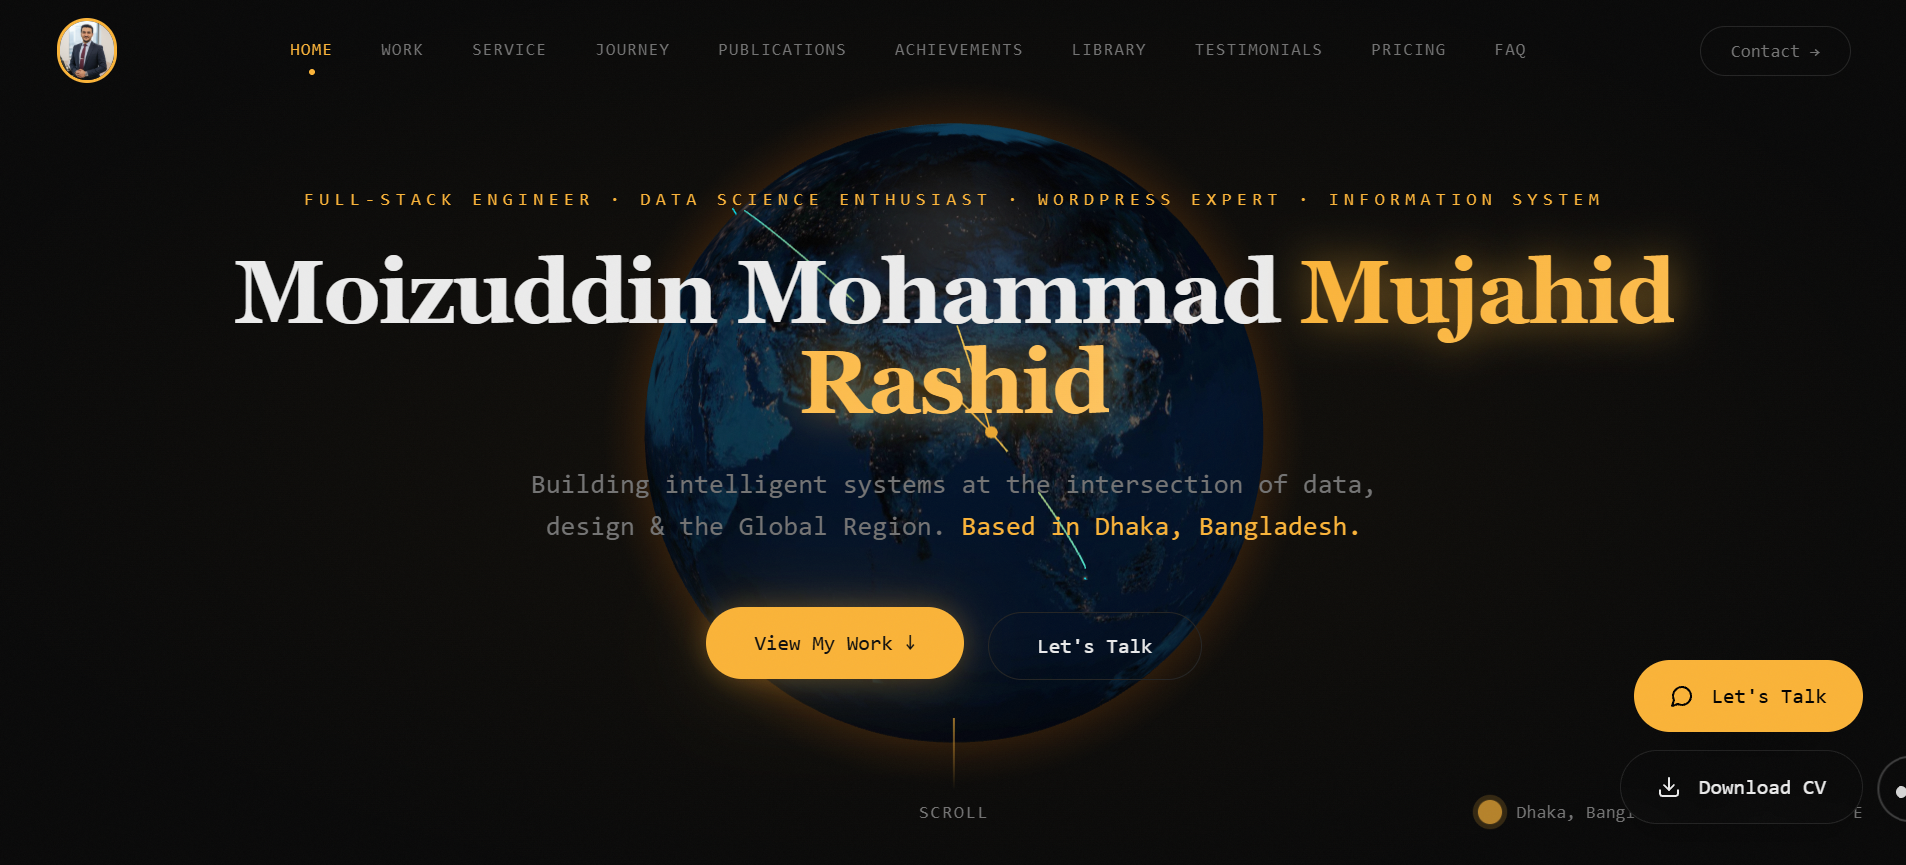 HOME WORK SERVICE JOURNEY PUBLICATIONS ACHIEVEMENTS LIBRARY TESTIMONIALS PRICING FAQ Contact →
FULL-STACK ENGINEER · DATA SCIENCE ENTHUSIAST · WORDPRESS EXPERT · INFORMATION SYSTEM
Moizuddin Mohammad Mujahid
Rashid
Building intelligent systems at the intersection of data,
design & the Global Region. Based in Dhaka, Bangladesh.
View My Work ↓
Let's Talk
Let's Talk
Download CV
SCROLL
Dhaka,